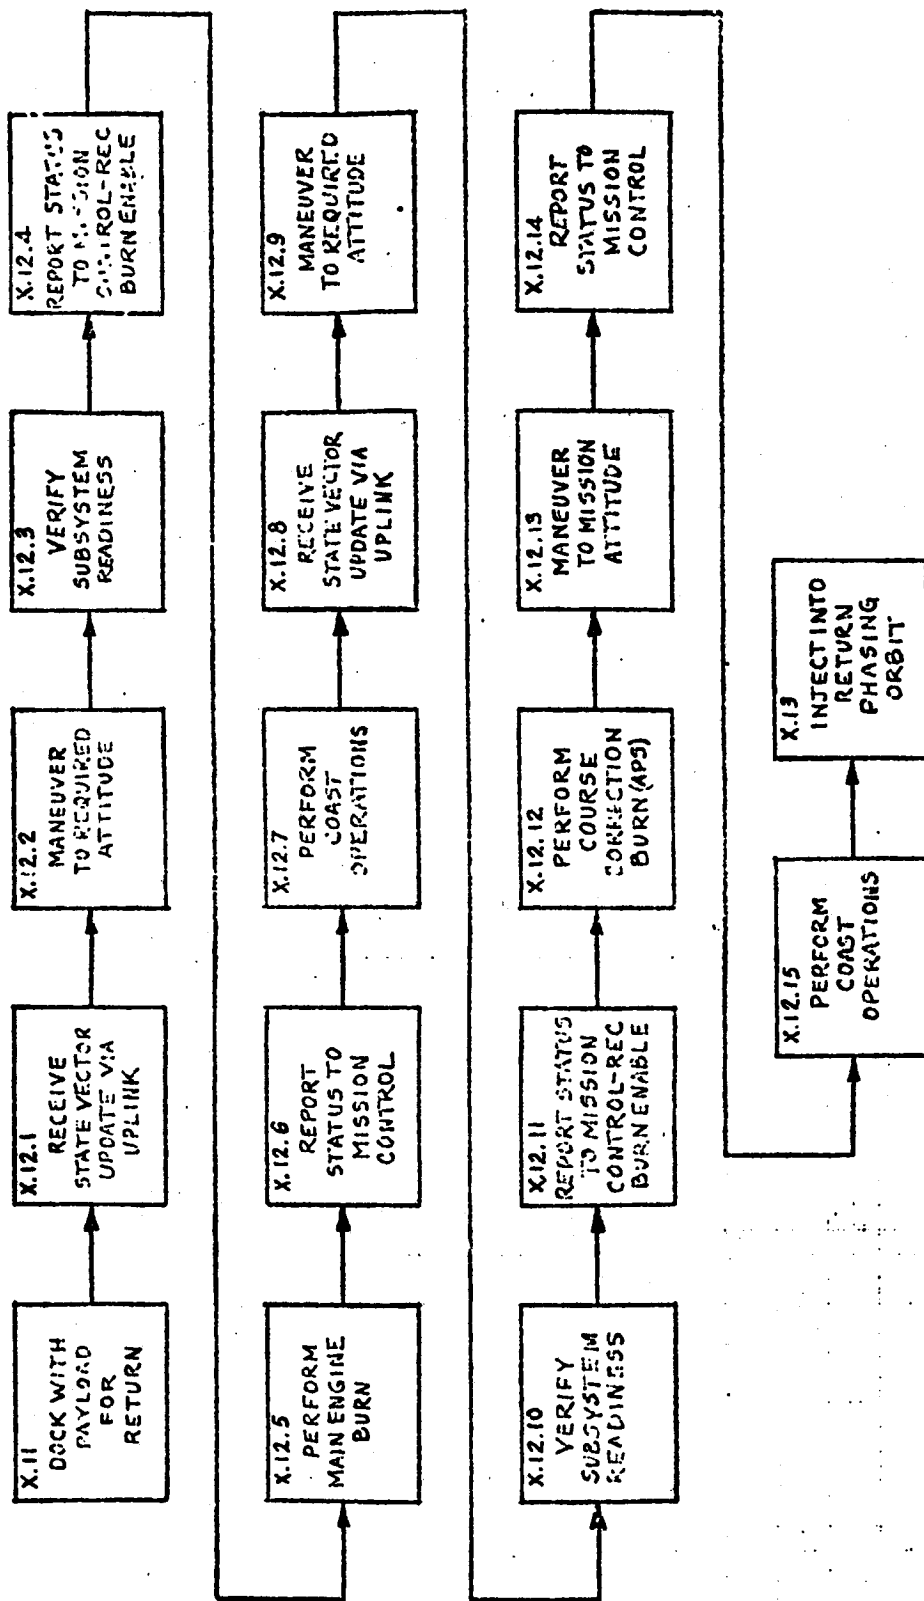 X.11
DOCK WITH
PAYLOAD
FOR
RETURN
X.12.1
RECEIVE
STATE VECTOR
UPDATE VIA
UPLINK
X.12.2
MANEUVER
TO REQUIRED
ATTITUDE
X.12.3
VERIFY
SUBSYSTEM
READINESS
X.12.4
REPORT STATUS
TO MISSION
CONTROL-REC
BURN ENABLE
X.12.5
PERFORM
MAIN ENGINE
BURN
X.12.6
REPORT
STATUS TO
MISSION
CONTROL
X.12.7
PERFORM
COAST
OPERATIONS
X.12.8
RECEIVE
STATE VECTOR
UPDATE VIA
UPLINK
X.12.9
MANEUVER
TO REQUIRED
ATTITUDE
X.12.10
VERIFY
SUBSYSTEM
READINESS
X.12.11
REPORT STATUS
TO MISSION
CONTROL-REC
BURN ENABLE
X.12.12
PERFORM
COURSE
CORRECTION
BURN (APS)
X.12.13
MANEUVER
TO MISSION
ATTITUDE
X.12.14
REPORT
STATUS TO
MISSION
CONTROL
X.12.15
PERFORM
COAST
OPERATIONS
X.13
INJECT INTO
RETURN
PHASING
ORBIT